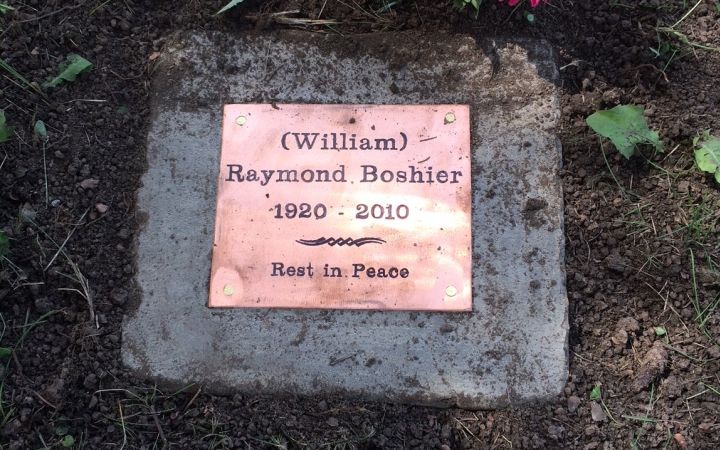 (William)
Raymond Boshier
1920 - 2010
Rest in Peace